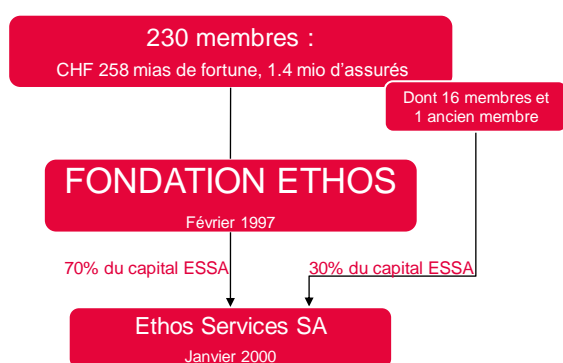 230 membres :
CHF 258 mias de fortune, 1.4 mio d'assurés
Dont 16 membres et
1 ancien membre
FONDATION ETHOS
Février 1997
70% du capital ESSA
30% du capital ESSA
Ethos Services SA
Janvier 2000